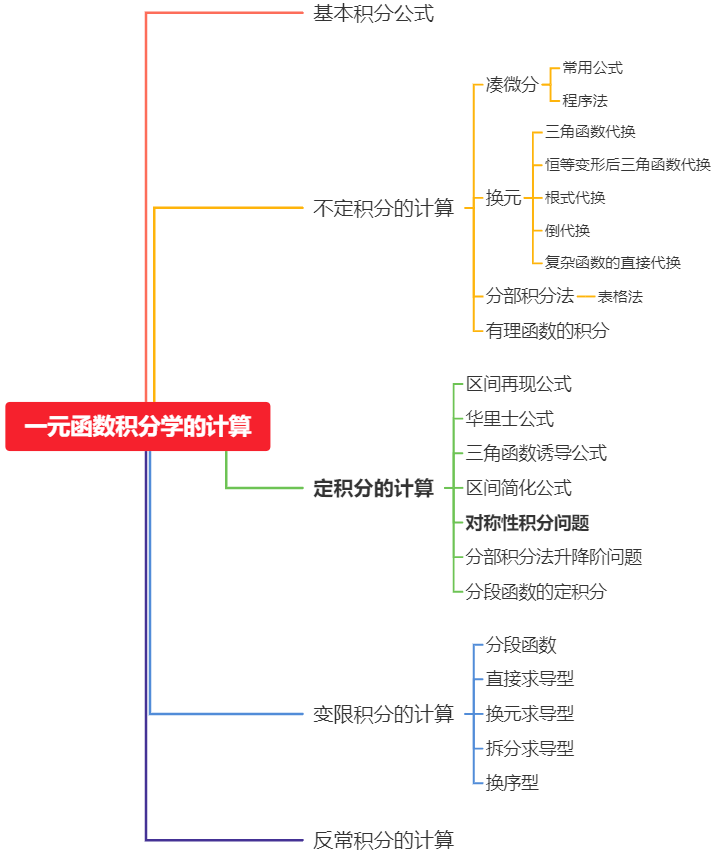 一元函数积分学的计算
基本积分公式
不定积分的计算
凑微分
常用公式
程序法
换元
三角函数代换
恒等变形后三角函数代换
根式代换
倒代换
复杂函数的直接代换
分部积分法
表格法
有理函数的积分
定积分的计算
区间再现公式
华里士公式
三角函数诱导公式
区间简化公式
对称性积分问题
分部积分法升降阶问题
分段函数的定积分
变限积分的计算
分段函数
直接求导型
换元求导型
拆分求导型
换序型
反常积分的计算